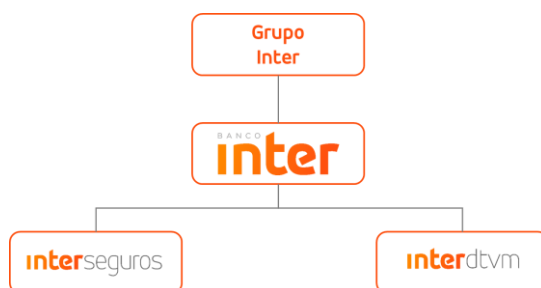 Grupo
Inter
BANCO
inter
interseguros
interdtvm